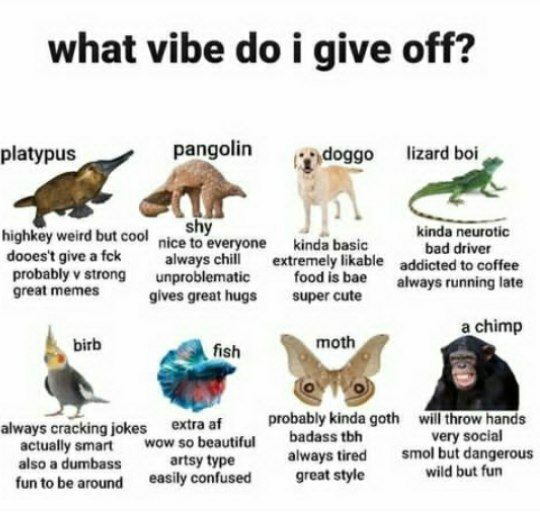 what vibe do i give off?
platypus
highkey weird but cool
dooes't give a fck
probably v strong
great memes
pangolin
shy
nice to everyone
always chill
unproblematic
gives great hugs
doggo
kinda basic
extremely likable
food is bae
super cute
lizard boi
kinda neurotic
bad driver
addicted to coffee
always running late
birb
always cracking jokes
actually smart
also a dumbass
fun to be around
fish
extra af
wow so beautiful
artsy type
easily confused
moth
probably kinda goth
badass tbh
always tired
great style
a chimp
will throw hands
very social
smol but dangerous
wild but fun